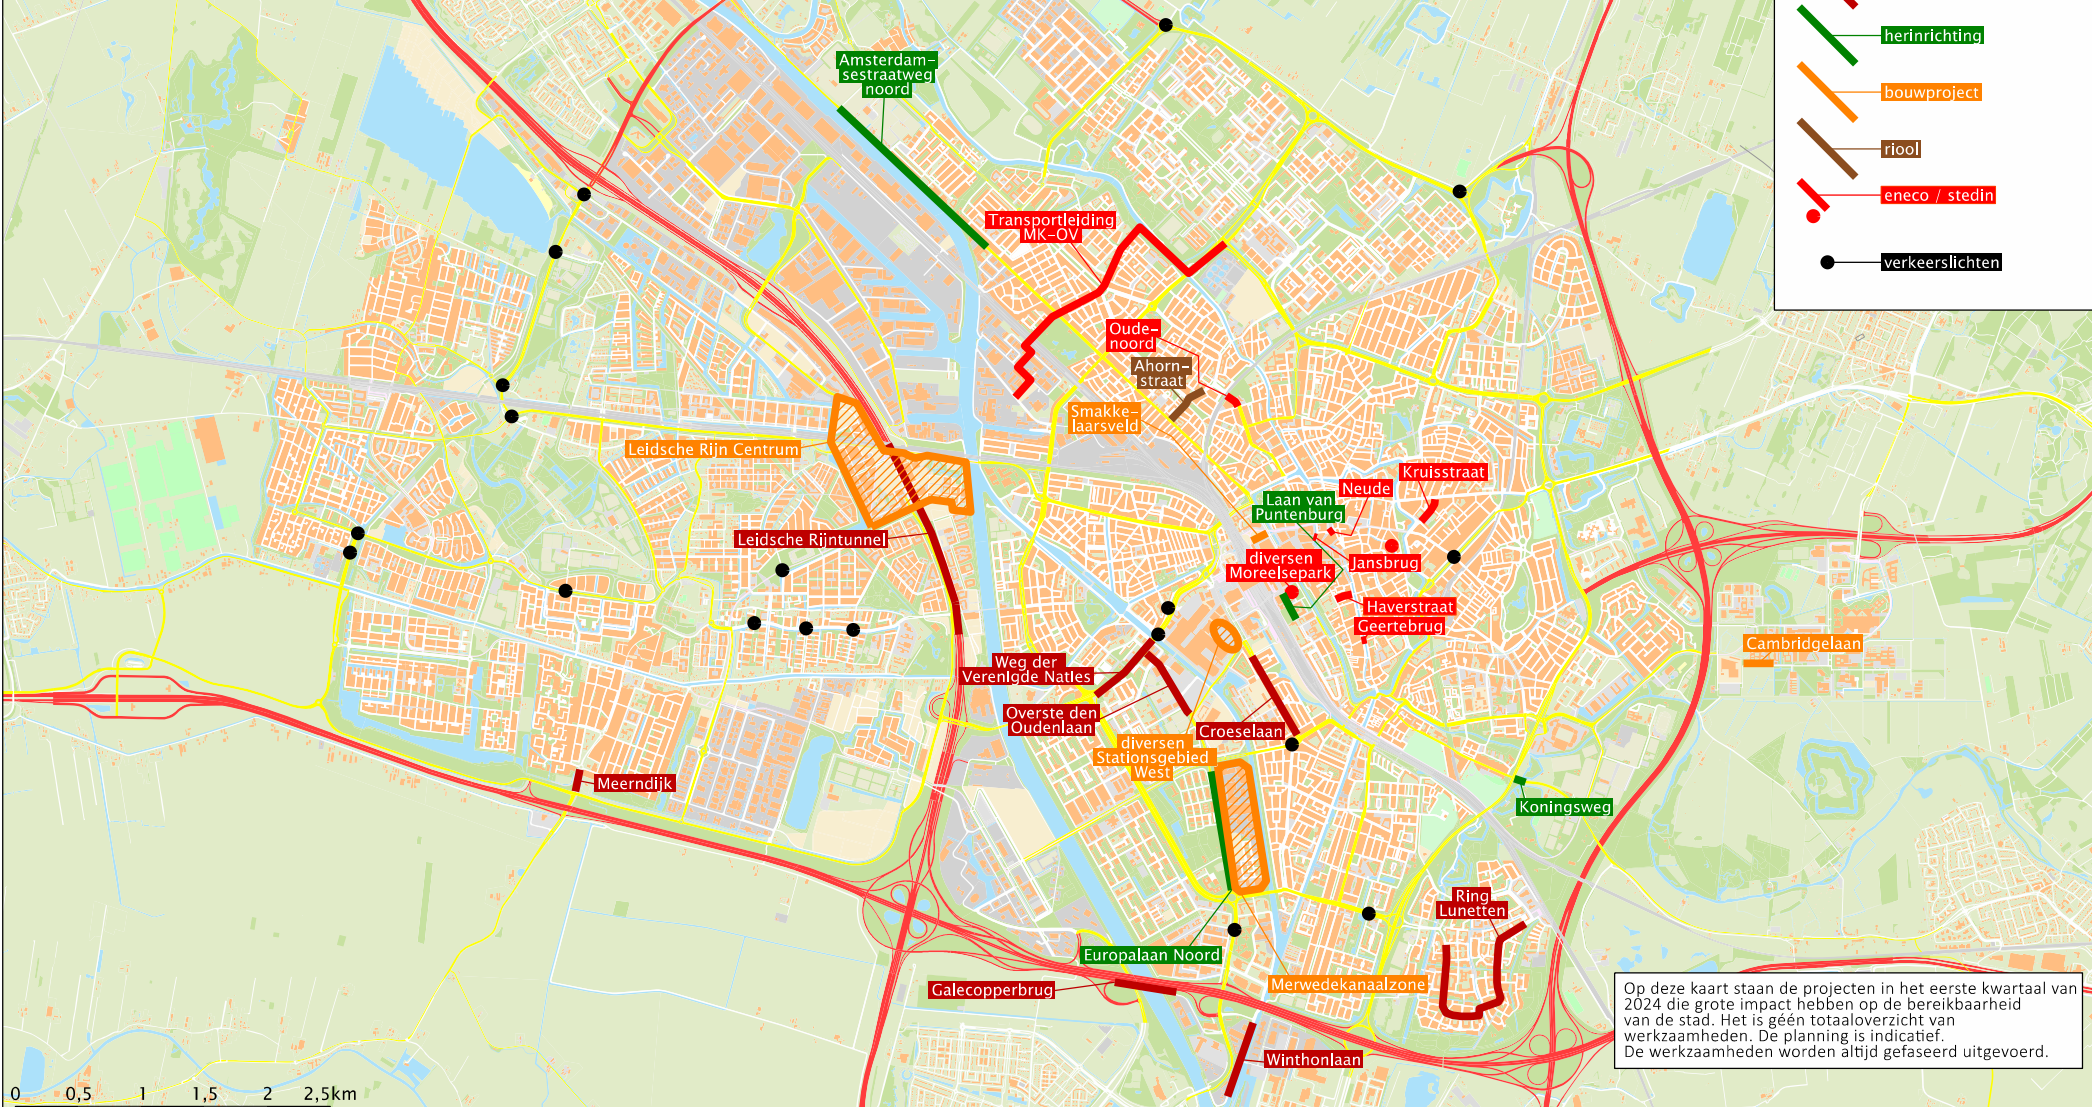 herinrichting
bouwproject
riool
eneco / stedin
verkeerslichten
Amsterdam-
sestraatweg
noord
Transportleiding
MK-OV
Oude-
noord
Ahorn-
straat
Smakke-
laarsveld
Leidsche Rijn Centrum
Kruisstraat
Neude
Laan van
Puntenburg
Leidsche Rijntunnel
diversen
Moreelsepark
Jansbrug
Haverstraat
Geertebrug
Cambridgelaan
Weg der
Verenigde Naties
Overste den
Oudenlaan
Croeselaan
diversen
Stationsgebied
West
Meerndijk
Koningsweg
Ring
Lunetten
Europalaan Noord
Merwedekanaalzone
Galecopperbrug
Winthonlaan
Op deze kaart staan de projecten in het eerste kwartaal van
2024 die grote impact hebben op de bereikbaarheid
van de stad. Het is géén totaaloverzicht van
werkzaamheden. De planning is indicatief.
De werkzaamheden worden altijd gefaseerd uitgevoerd.
0 0,5 1 1,5 2 2,5km